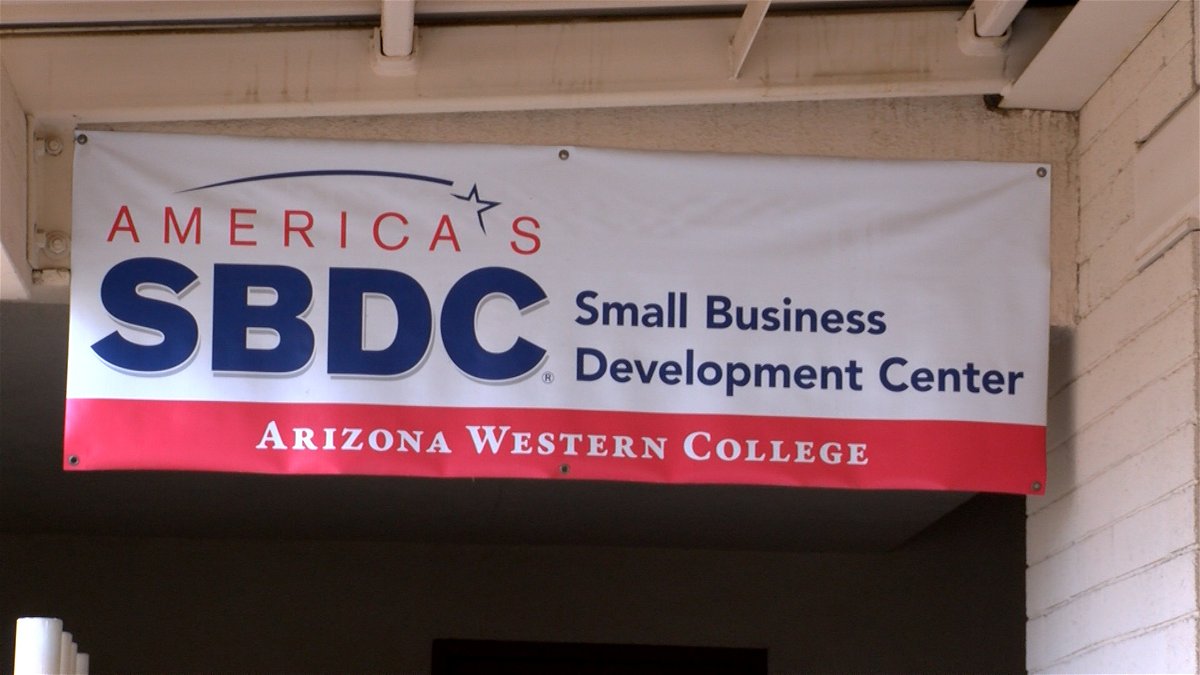 AMERICA'S
SBDC®
Small Business
Development Center
ARIZONA WESTERN COLLEGE